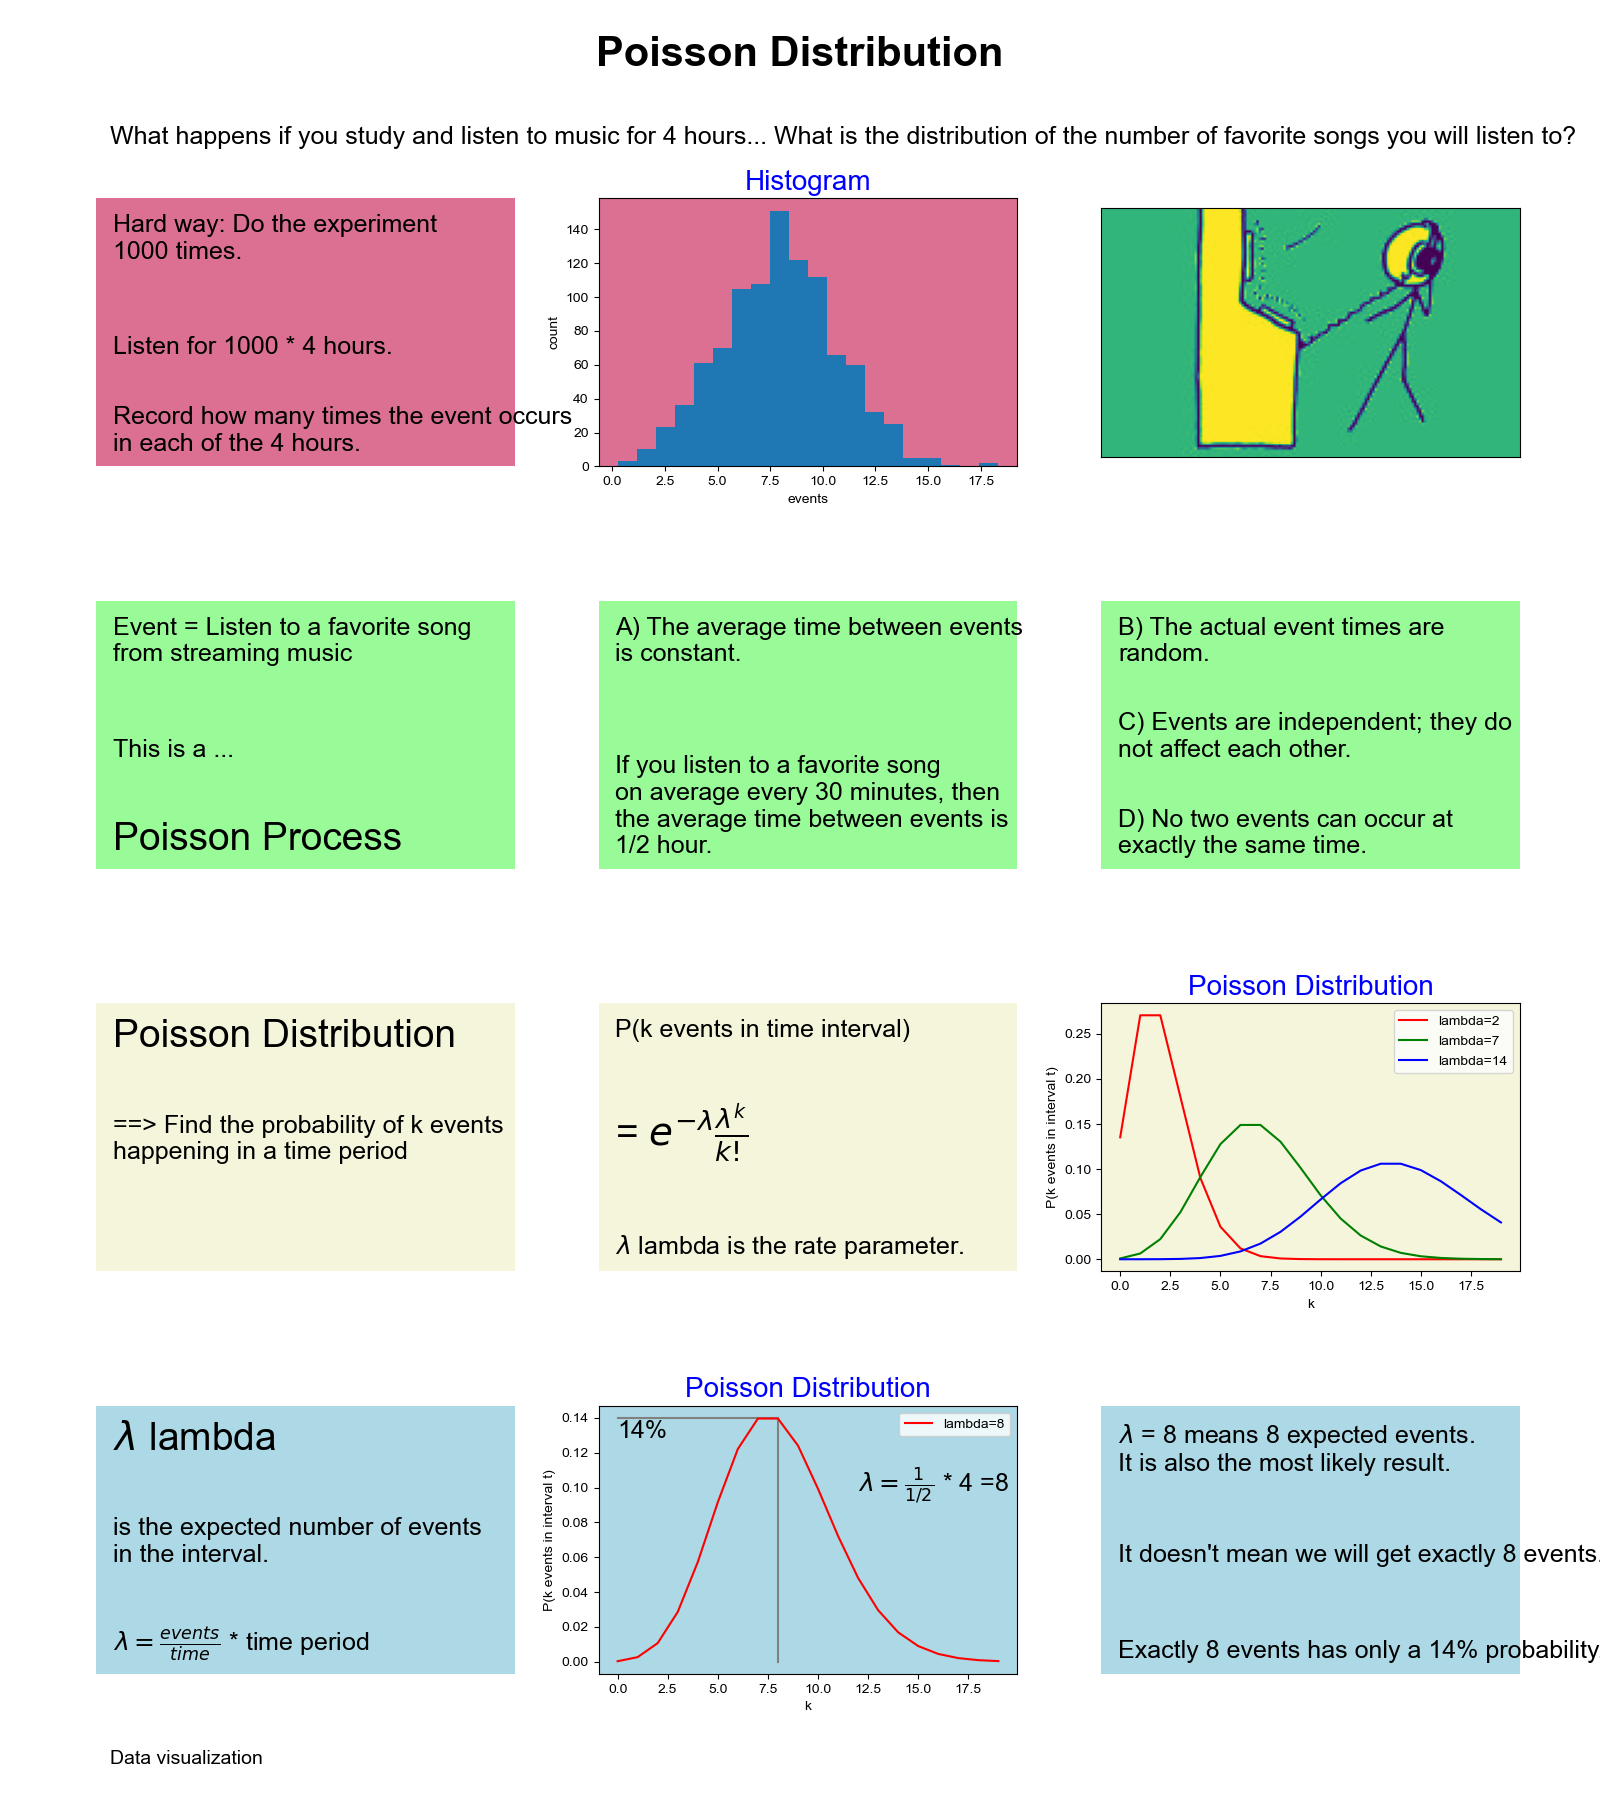 Poisson Distribution
What happens if you study and listen to music for 4 hours... What is the distribution of the number of favorite songs you will listen to?
Hard way: Do the experiment
1000 times.
Listen for 1000 * 4 hours.
Record how many times the event occurs
in each of the 4 hours.
Histogram
count
140
120
100
80
60
40
20
0
0.0 2.5 5.0 7.5 10.0 12.5 15.0 17.5
events
Event = Listen to a favorite song
from streaming music
This is a ...
Poisson Process
A) The average time between events
is constant.
If you listen to a favorite song
on average every 30 minutes, then
the average time between events is
1/2 hour.
B) The actual event times are
random.
C) Events are independent; they do
not affect each other.
D) No two events can occur at
exactly the same time.
Poisson Distribution
==> Find the probability of k events
happening in a time period
P(k events in time interval)
= e^{−λ} λ^k / k!
λ lambda is the rate parameter.
Poisson Distribution
lambda=2
lambda=7
lambda=14
P(k events in interval t)
0.25
0.20
0.15
0.10
0.05
0.00
0.0 2.5 5.0 7.5 10.0 12.5 15.0 17.5
k
λ lambda
is the expected number of events
in the interval.
λ = events/time * time period
Poisson Distribution
14%
lambda=8
λ = 1/1/2 * 4 =8
P(k events in interval t)
0.14
0.12
0.10
0.08
0.06
0.04
0.02
0.00
0.0 2.5 5.0 7.5 10.0 12.5 15.0 17.5
k
λ = 8 means 8 expected events.
It is also the most likely result.
It doesn't mean we will get exactly 8 events.
Exactly 8 events has only a 14% probability.
Data visualization